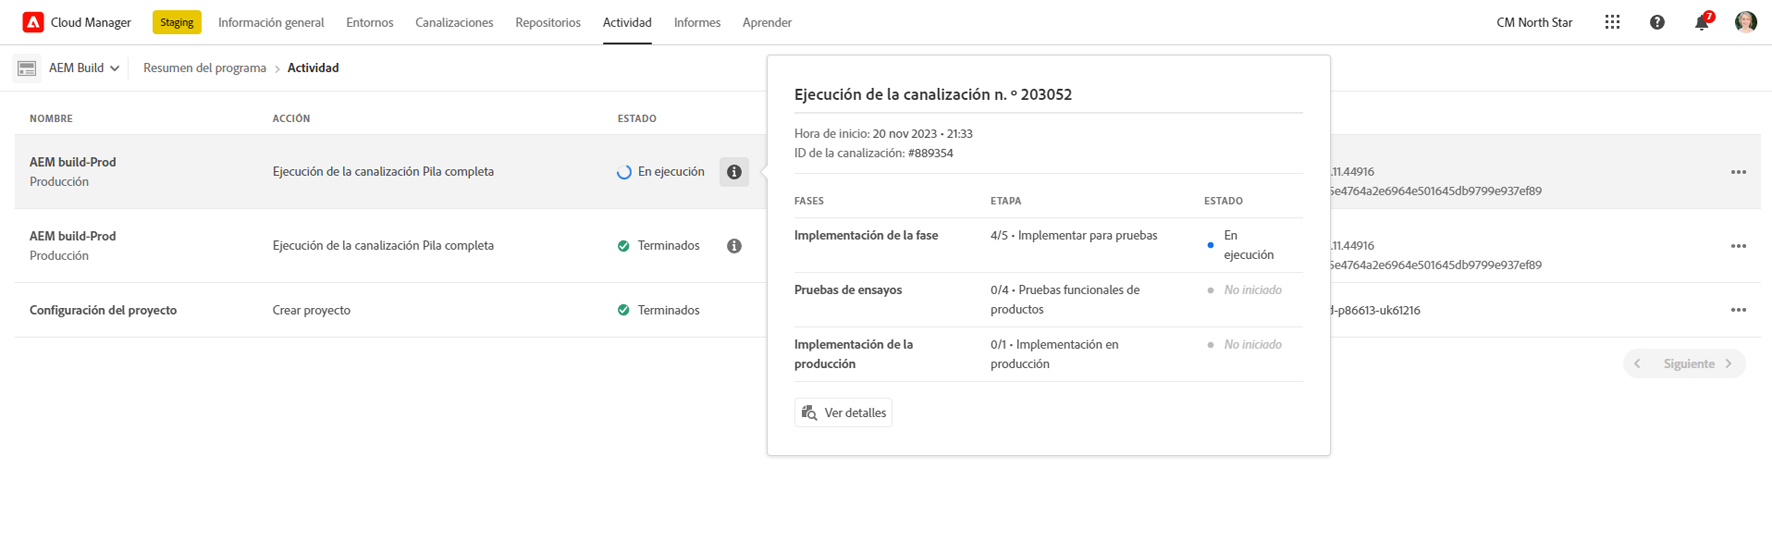 Cloud Manager Staging Información general Entornos Canalizaciones Repositorios Actividad Informes Aprender CM North Star 7
AEM Build Resumen del programa Actividad
NOMBRE ACCIÓN ESTADO
AEM build-Prod
Producción
Ejecución de la canalización Pila completa
En ejecución
.11.44916
5e4764a2e6964e501645db9799e937ef89
AEM build-Prod
Producción
Ejecución de la canalización Pila completa
Terminados
.11.44916
5e4764a2e6964e501645db9799e937ef89
Configuración del proyecto Crear proyecto Terminados
-p86613-uk61216
Siguiente
Ejecución de la canalización n. º 203052
Hora de inicio: 20 nov 2023 • 21:33
ID de la canalización: #889354
FASES ETAPA ESTADO
Implementación de la fase 4/5 • Implementar para pruebas En
ejecución
Pruebas de ensayos 0/4 • Pruebas funcionales de No iniciado
productos
Implementación de la 0/1 • Implementación en No iniciado
producción producción
Ver detalles